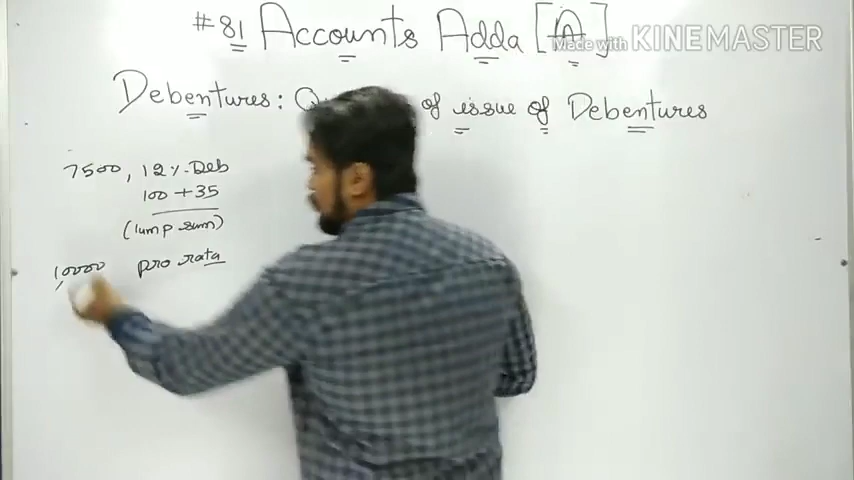 #81 Accounts Adda [A]
Made with KINEMASTER
Debentures: of issue of Debentures
7500, 12% Deb
100 + 35
(lump sum)
10000 pro rata